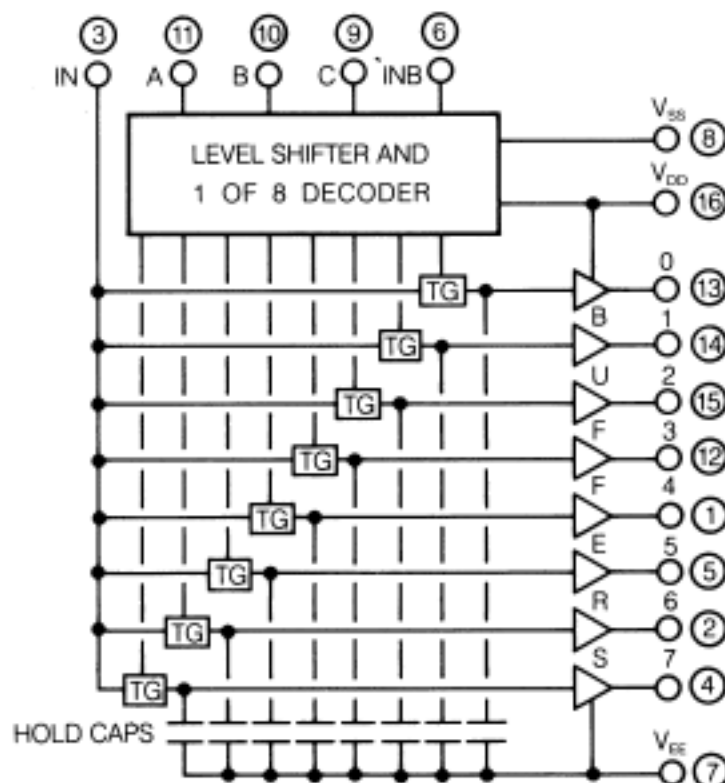 3 11 10 9 6
IN A B C INB
LEVEL SHIFTER AND
1 OF 8 DECODER
VSS 8
VDD 16
TG 0 13
TG B 1 14
TG U 2 15
TG F 3 12
TG F 4 1
TG E 5 5
TG R 6 2
TG S 7 4
HOLD CAPS
VEE 7